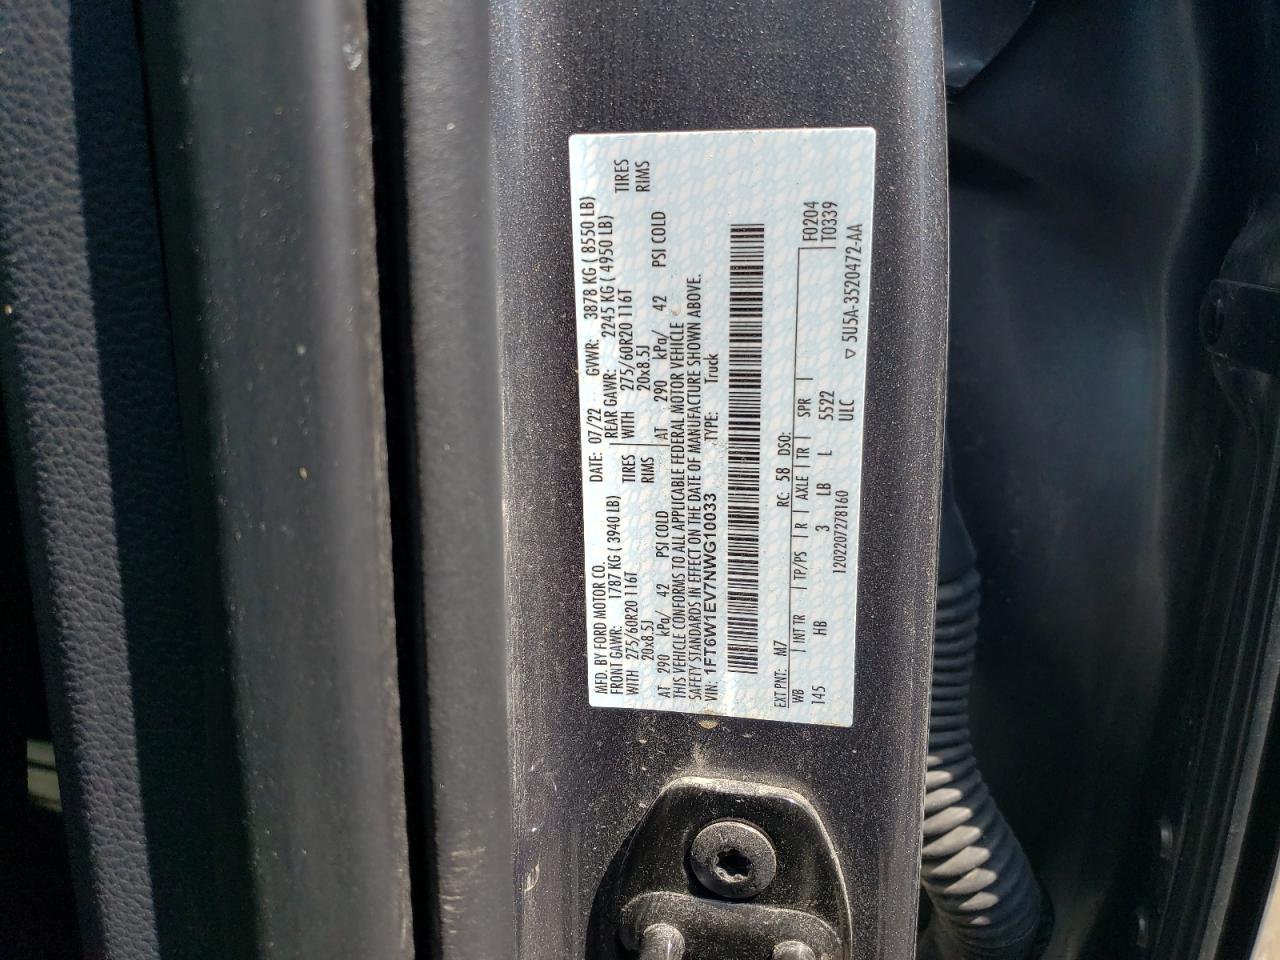 MFD. BY FORD MOTOR CO.
DATE: 07/22 GVWR: 3878 KG ( 8550 LB)
FRONT GAWR: 1787 KG ( 3940 LB) REAR GAWR: 2245 KG ( 4950 LB)
WITH 275/60R20 116T TIRES WITH 275/60R20 116T TIRES
20x8.5J RIMS 20x8.5J RIMS
AT 290 kPa/ 42 PSI COLD AT 290 kPa/ 42 PSI COLD
THIS VEHICLE CONFORMS TO ALL APPLICABLE FEDERAL MOTOR VEHICLE
SAFETY STANDARDS IN EFFECT ON THE DATE OF MANUFACTURE SHOWN ABOVE.
VIN: 1FT6W1EV7NWG10033 TYPE: Truck
EXT PNT: M7 RC: 58 DSO:
WB INT TR TP/PS R AXLE TR SPR F0204
145 HB 3 LB L 5522 T0339
1202207278160 ULC ▽ 5U5A-3520472-AA